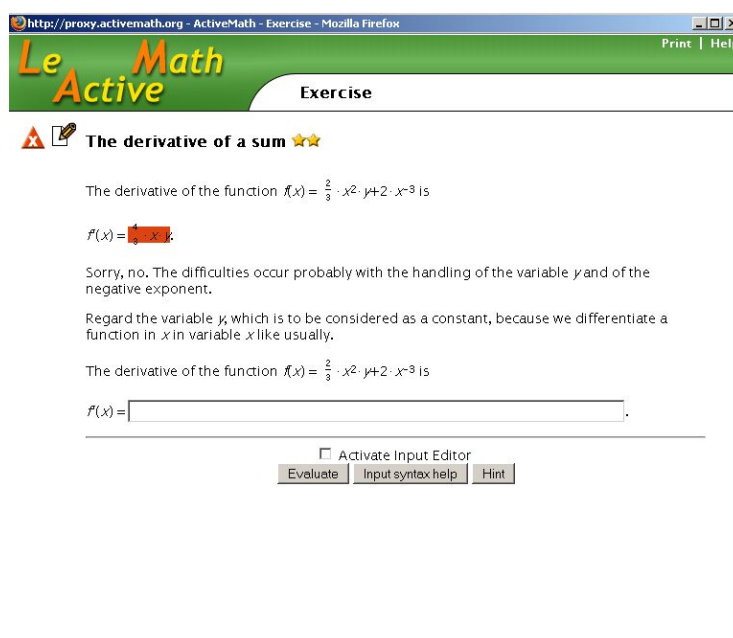 http://proxy.activemath.org - ActiveMath - Exercise - Mozilla Firefox
Print | Help
Le Active Math
Exercise
The derivative of a sum
The derivative of the function f(x) = 2/3 · x² · y+2 · x⁻³ is
f'(x) = 4/3 · x · y.
Sorry, no. The difficulties occur probably with the handling of the variable y and of the
negative exponent.
Regard the variable y, which is to be considered as a constant, because we differentiate a
function in x in variable x like usually.
The derivative of the function f(x) = 2/3 · x² · y+2 · x⁻³ is
f'(x) = .
Activate Input Editor
Evaluate Input syntax help Hint